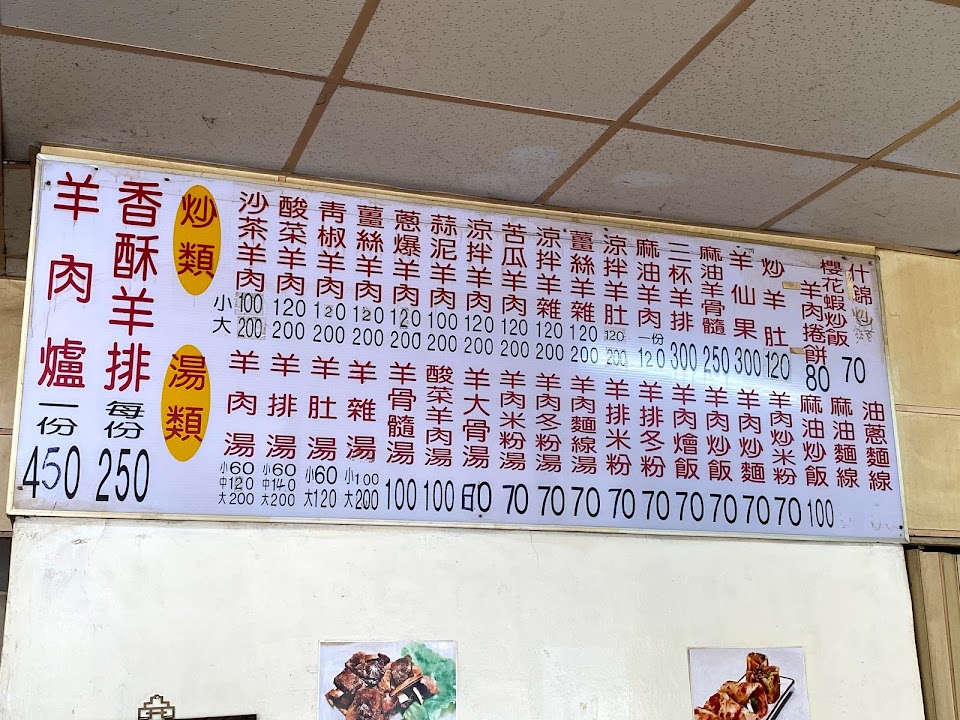 羊肉爐 一份 450
香酥羊排 每份 250
炒類
小
大
沙茶羊肉 100 200
酸菜羊肉 120 200
青椒羊肉 120 200
薑絲羊肉 120 200
蔥爆羊肉 120 200
蒜泥羊肉 100 200
涼拌羊肉 120 200
苦瓜羊肉 120 200
涼拌羊雜 120 200
薑絲羊雜 120 200
涼拌羊肚 120 200
麻油羊肉 一份 120
三杯羊排 300
麻油羊骨髓 250
羊仙果 300
炒羊肚 120
羊肉捲餅 80
櫻花蝦炒飯
什錦炒 70
湯類
羊肉湯 小60 中120 大200
羊排湯 小60 中140 大200
羊肚湯 小60 大120
羊雜湯 小100 大200
羊骨髓湯 100
酸菜羊肉湯 100
羊大骨湯
羊肉米粉湯 70
羊肉冬粉湯 70
羊肉麵線湯 70
羊排米粉 70
羊排冬粉 70
羊肉燴飯 70
羊肉炒飯 70
羊肉炒麵 70
羊肉炒米粉 70
麻油炒飯 100
麻油麵線
油蔥麵線